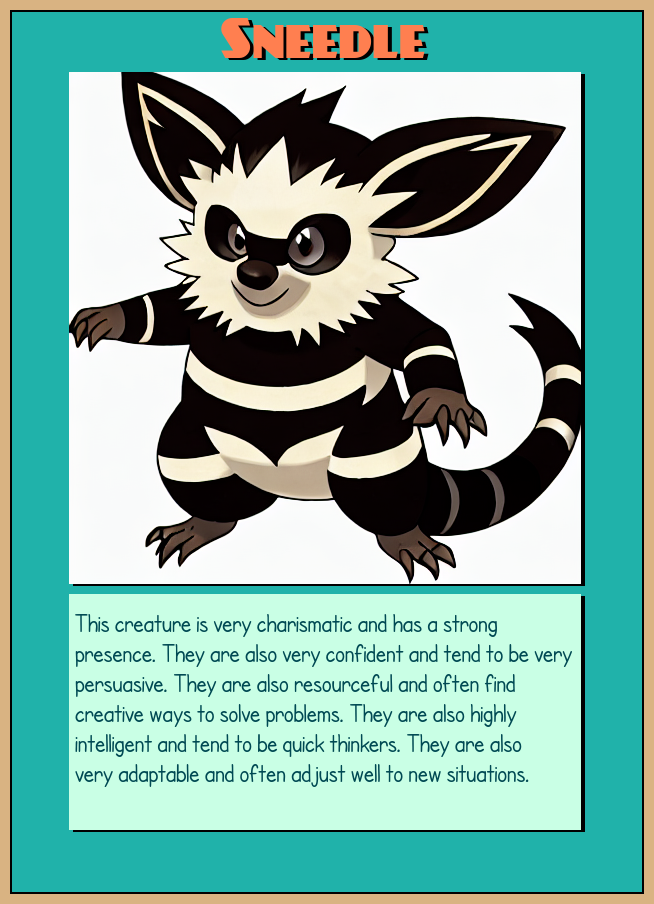 Sneedle
This creature is very charismatic and has a strong
presence. They are also very confident and tend to be very
persuasive. They are also resourceful and often find
creative ways to solve problems. They are also highly
intelligent and tend to be quick thinkers. They are also
very adaptable and often adjust well to new situations.